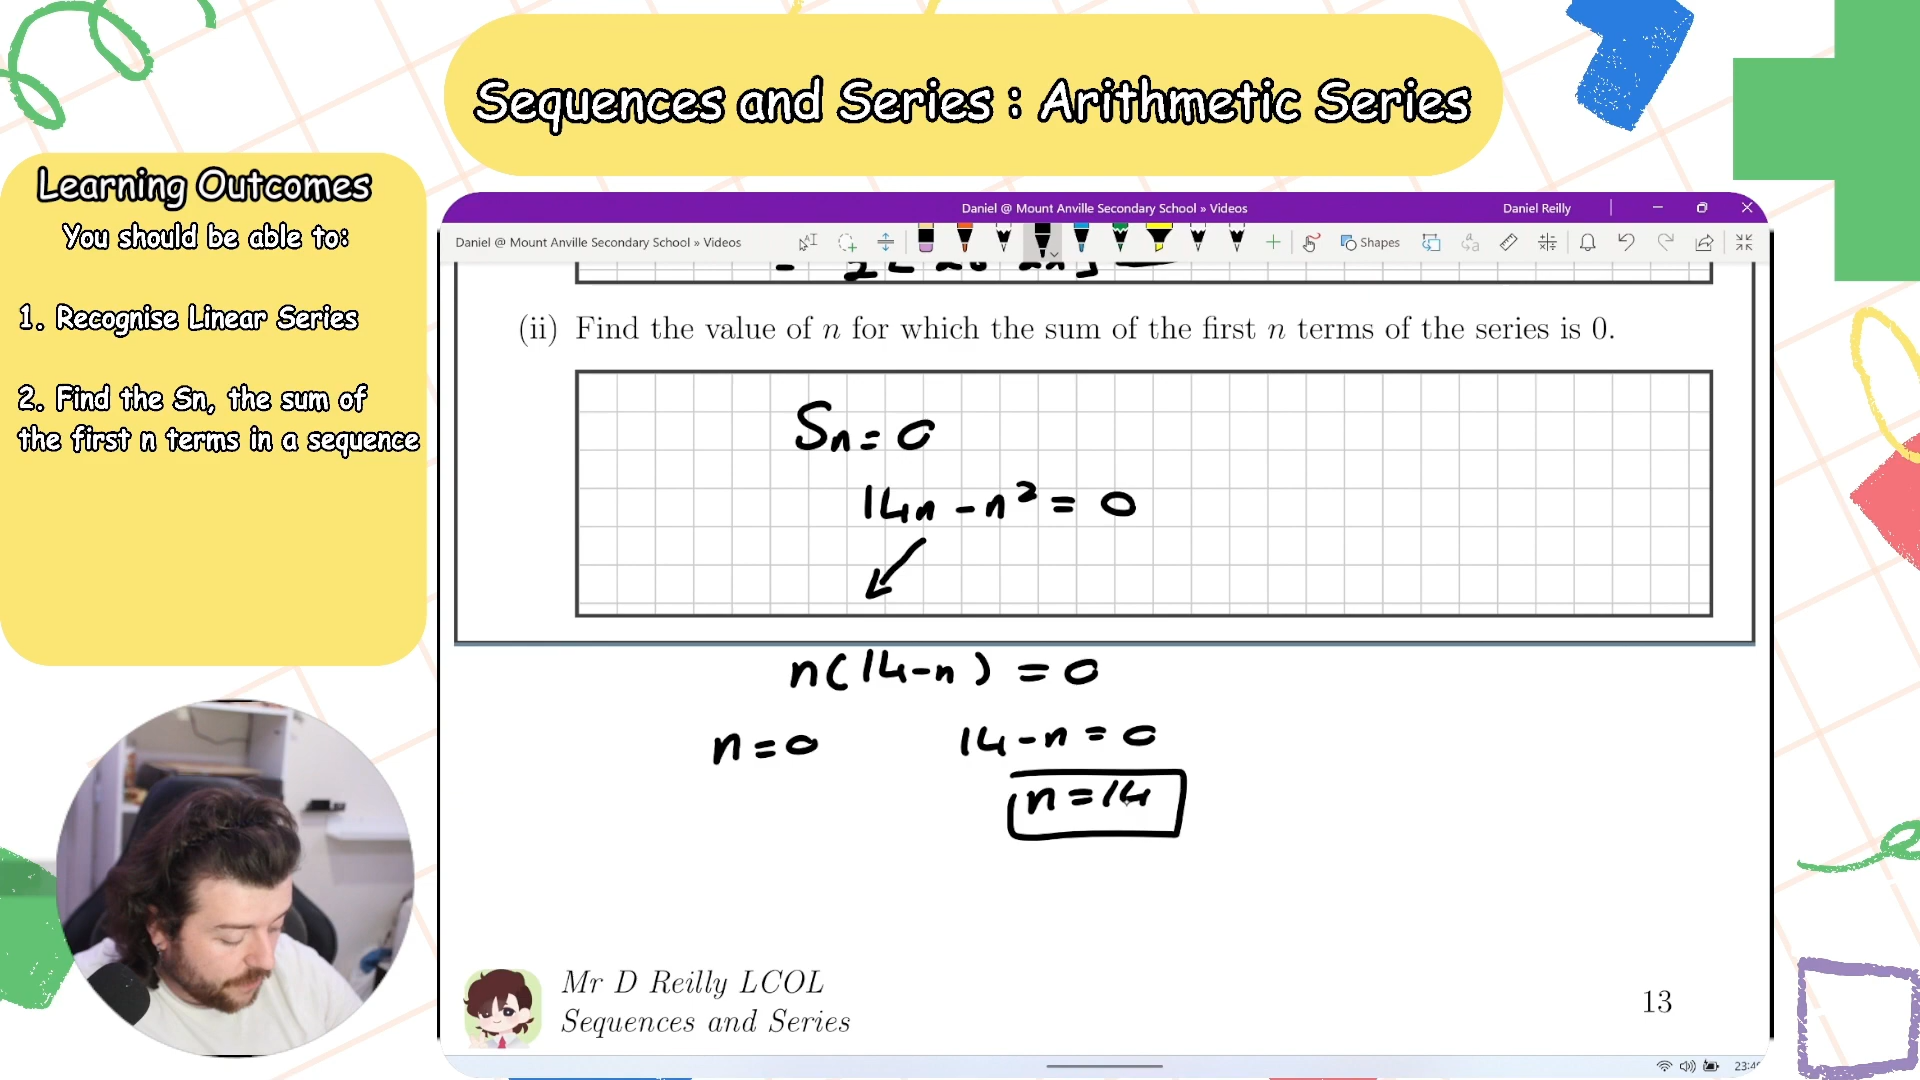 Sequences and Series : Arithmetic Series
Learning Outcomes
You should be able to:
1. Recognise Linear Series
2. Find the Sn, the sum of
the first n terms in a sequence
Daniel @ Mount Anville Secondary School » Videos
Daniel Reilly
Daniel @ Mount Anville Secondary School » Videos
Shapes
(ii) Find the value of n for which the sum of the first n terms of the series is 0.
Sn = 0
14n - n² = 0
n(14-n) = 0
n = 0
14 - n = 0
n = 14
Mr D Reilly LCOL
Sequences and Series
13